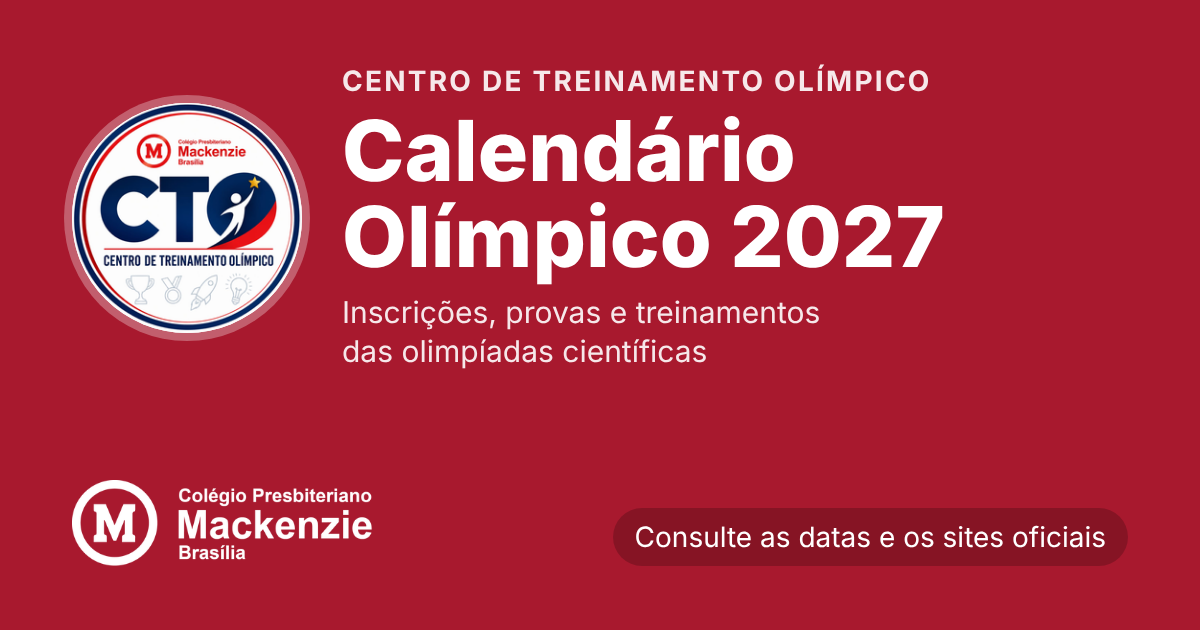 CENTRO DE TREINAMENTO OLÍMPICO
Calendário
Olímpico 2027
Inscrições, provas e treinamentos
das olimpíadas científicas
Colégio Presbiteriano
Mackenzie
Brasília
CTO
CENTRO DE TREINAMENTO OLÍMPICO
M
Colégio Presbiteriano
Mackenzie
Brasília
Consulte as datas e os sites oficiais